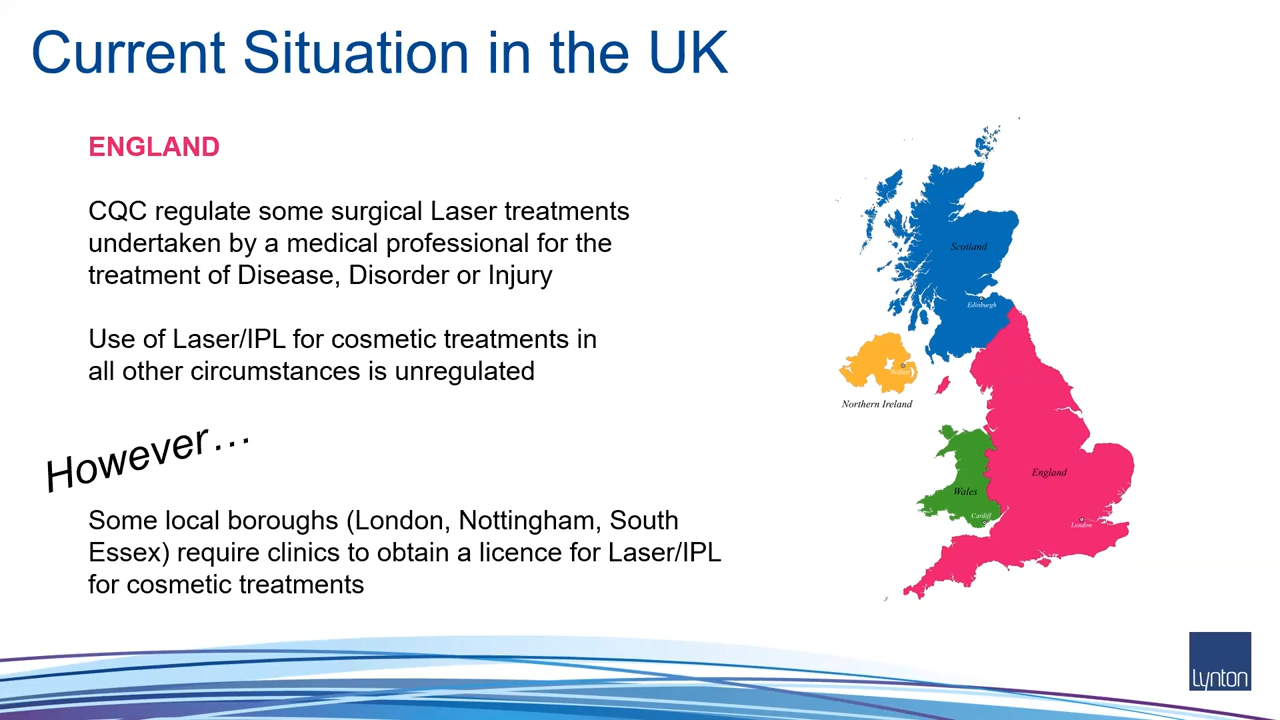 Current Situation in the UK
ENGLAND
CQC regulate some surgical Laser treatments
undertaken by a medical professional for the
treatment of Disease, Disorder or Injury
Use of Laser/IPL for cosmetic treatments in
all other circumstances is unregulated
However…
Some local boroughs (London, Nottingham, South
Essex) require clinics to obtain a licence for Laser/IPL
for cosmetic treatments
Scotland
Edinburgh
Belfast
Northern Ireland
England
Wales
Cardiff
London
Lynton